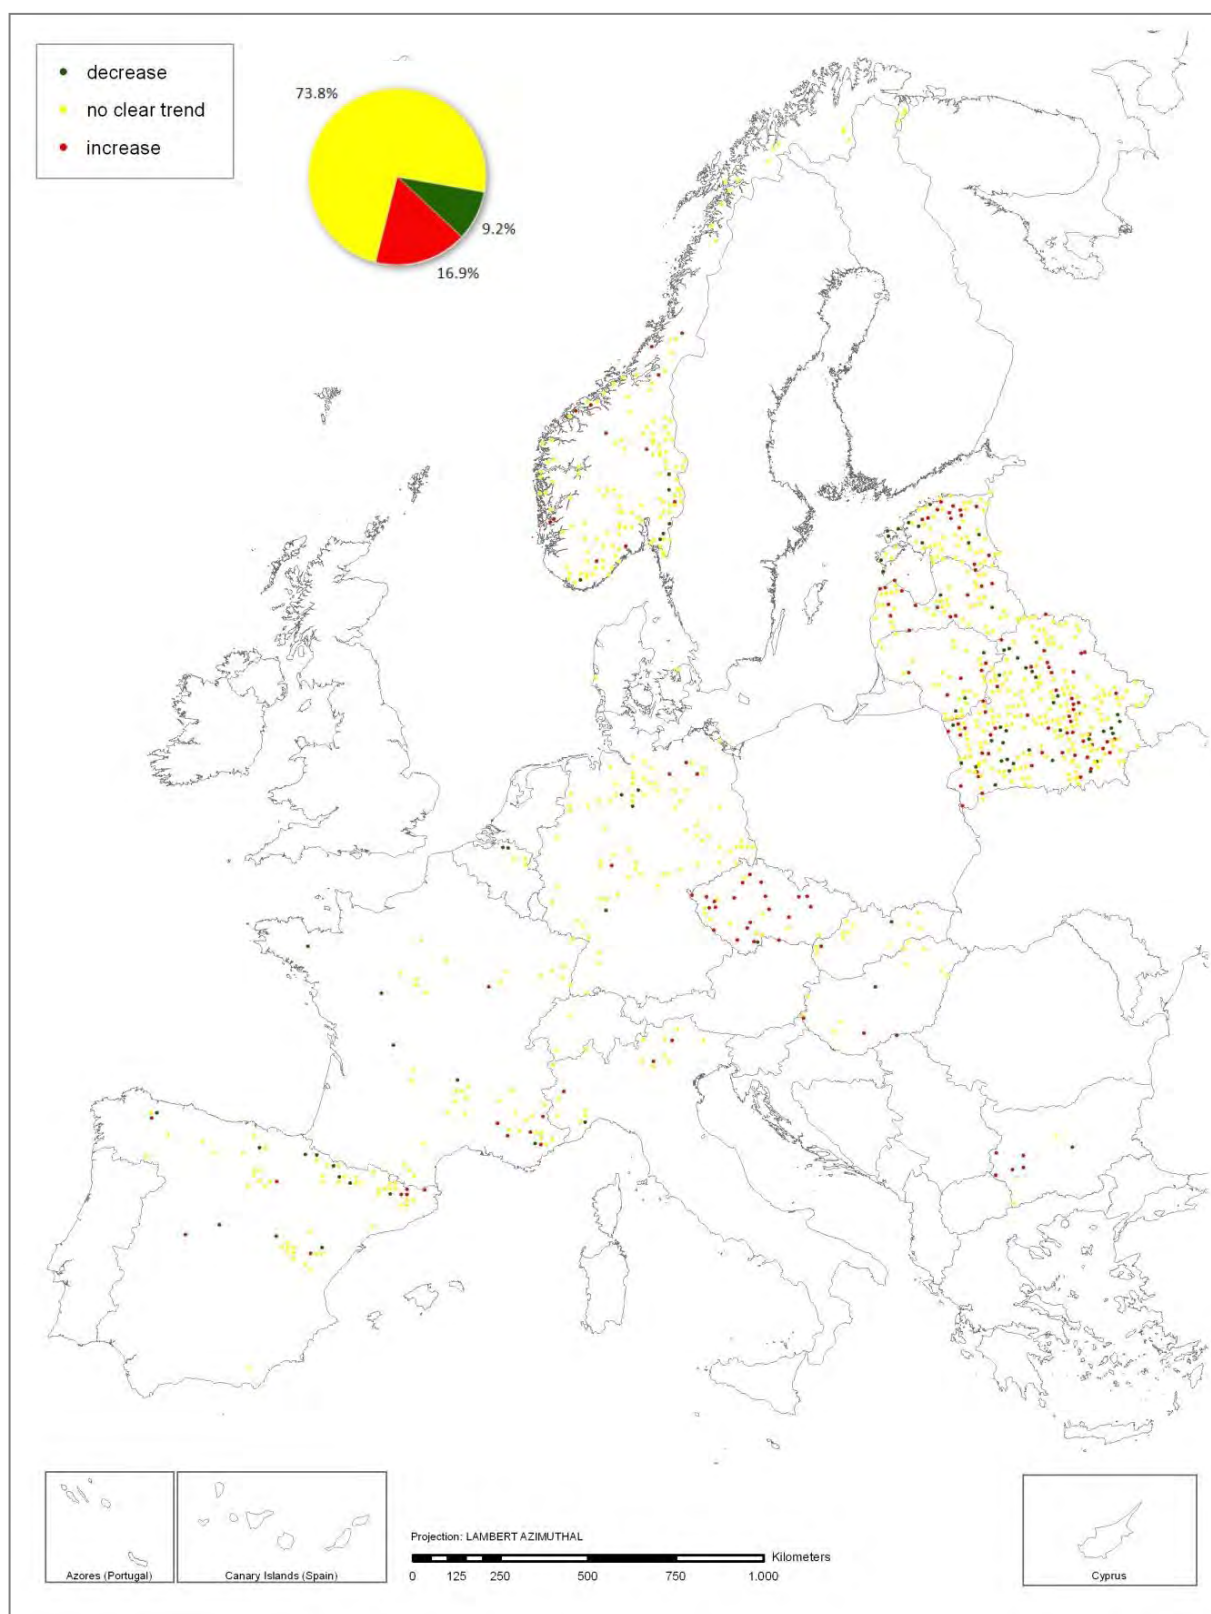 decrease
no clear trend
increase
73.8%
9.2%
16.9%
Projection: LAMBERT AZIMUTHAL
Kilometers
0 125 250 500 750 1.000
Azores (Portugal)
Canary Islands (Spain)
Cyprus